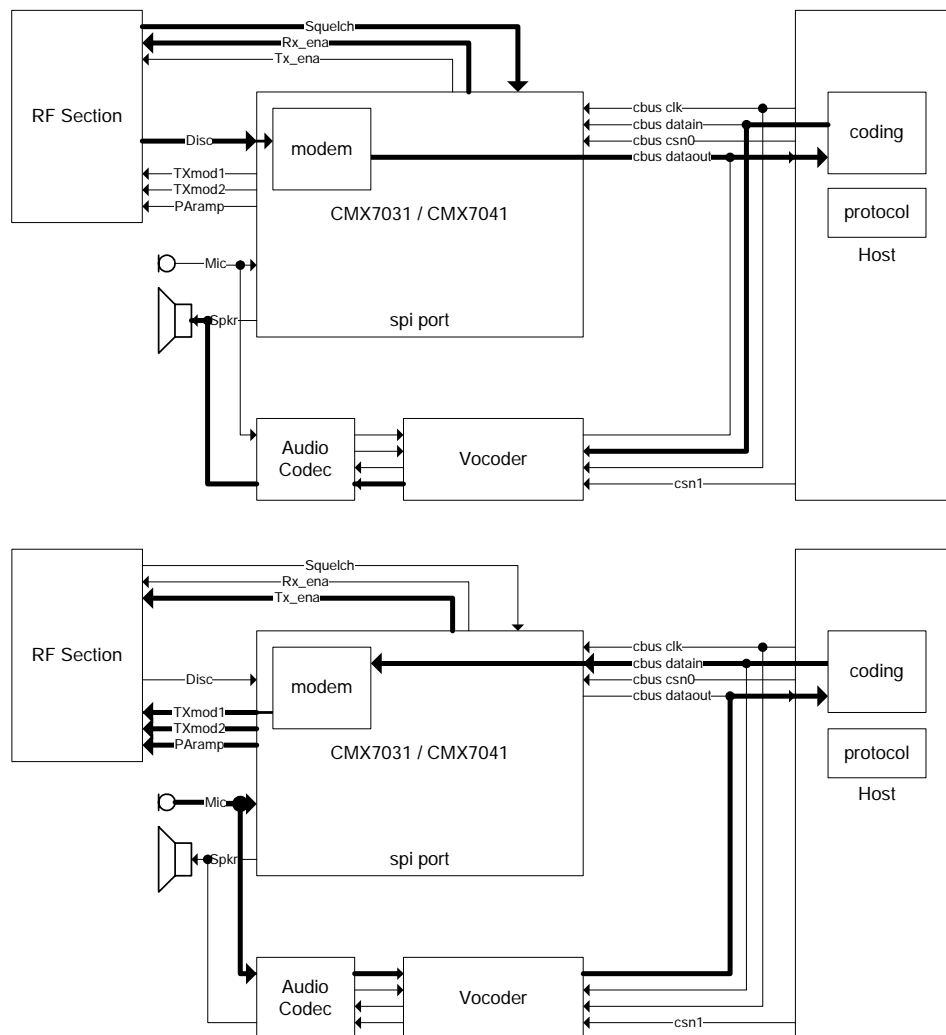 Squelch
Rx_ena
Tx_ena
RF Section
cbus clk
cbus datain
cbus csn0
cbus dataout
coding
Disc
modem
TXmod1
TXmod2
PAramp
CMX7031 / CMX7041
protocol
Host
Mic
Spkr
spi port
Audio
Codec
Vocoder
csn1
Squelch
Rx_ena
Tx_ena
RF Section
cbus clk
cbus datain
cbus csn0
cbus dataout
coding
Disc
modem
TXmod1
TXmod2
PAramp
CMX7031 / CMX7041
protocol
Host
Mic
Spkr
spi port
Audio
Codec
Vocoder
csn1